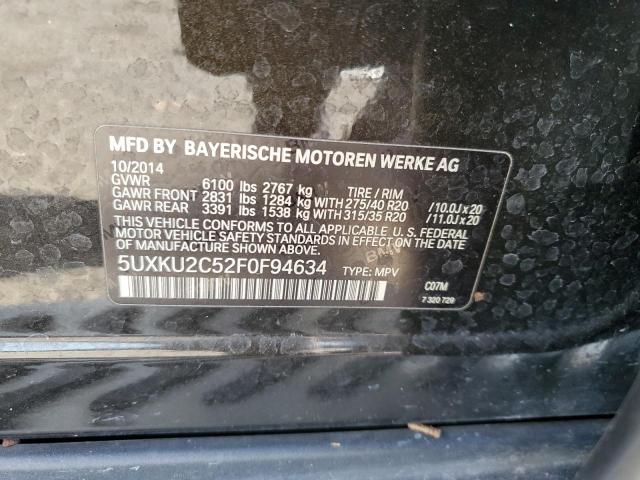 MFD BY BAYERISCHE MOTOREN WERKE AG
10/2014
GVWR 6100 lbs 2767 kg TIRE / RIM
GAWR FRONT 2831 lbs 1284 kg WITH 275/40 R20 /10.0J x 20
GAWR REAR 3391 lbs 1538 kg WITH 315/35 R20 /11.0J x 20
THIS VEHICLE CONFORMS TO ALL APPLICABLE U.S. FEDERAL
MOTOR VEHICLE SAFETY STANDARDS IN EFFECT ON THE DATE
OF MANUFACTURE SHOWN ABOVE.
5UXKU2C52F0F94634 TYPE: MPV
C07M
7 320 729